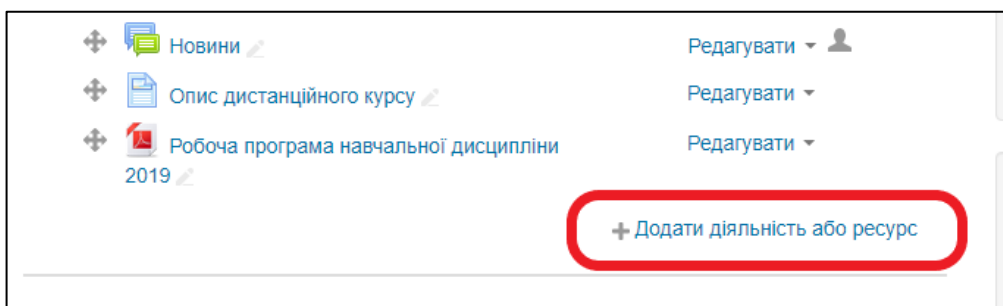 Новини Редагувати
Опис дистанційного курсу Редагувати
Робоча програма навчальної дисципліни Редагувати
2019
Додати діяльність або ресурс